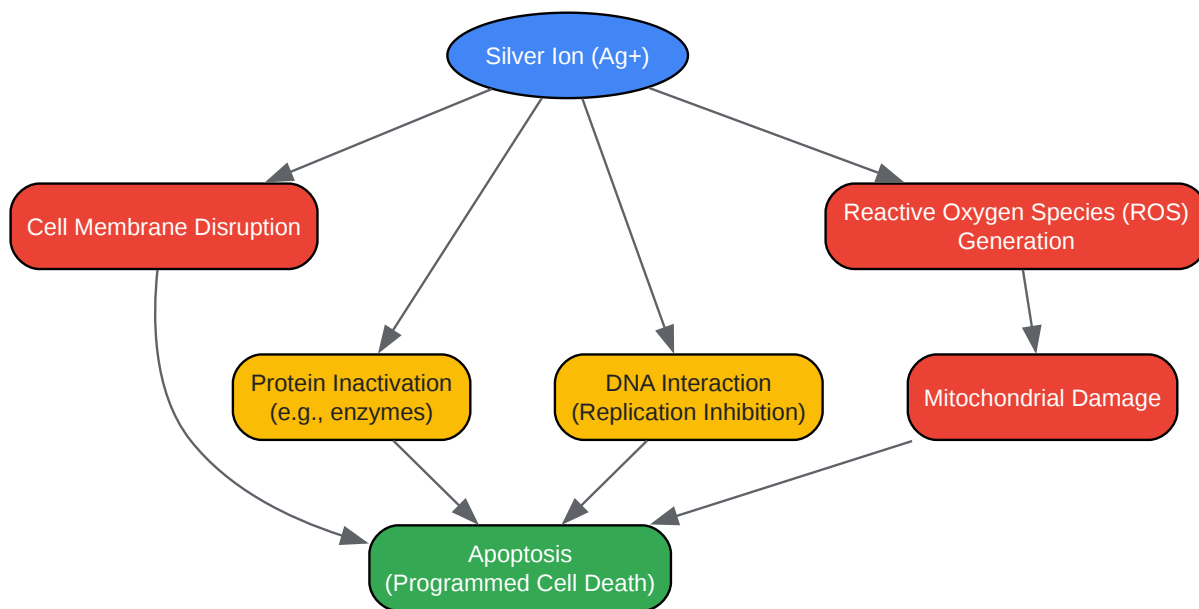 Silver Ion (Ag+)
Cell Membrane Disruption
Reactive Oxygen Species (ROS)
Generation
Protein Inactivation
(e.g., enzymes)
DNA Interaction
(Replication Inhibition)
Mitochondrial Damage
Apoptosis
(Programmed Cell Death)